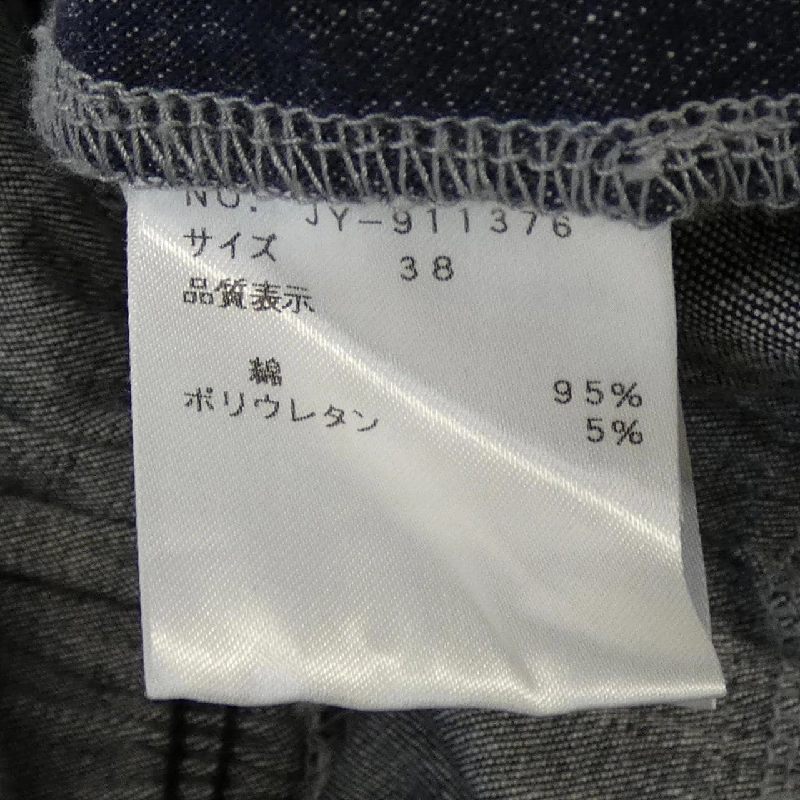 NO. JY-911376
サイズ 38
品質表示
綿 95%
ポリウレタン 5%